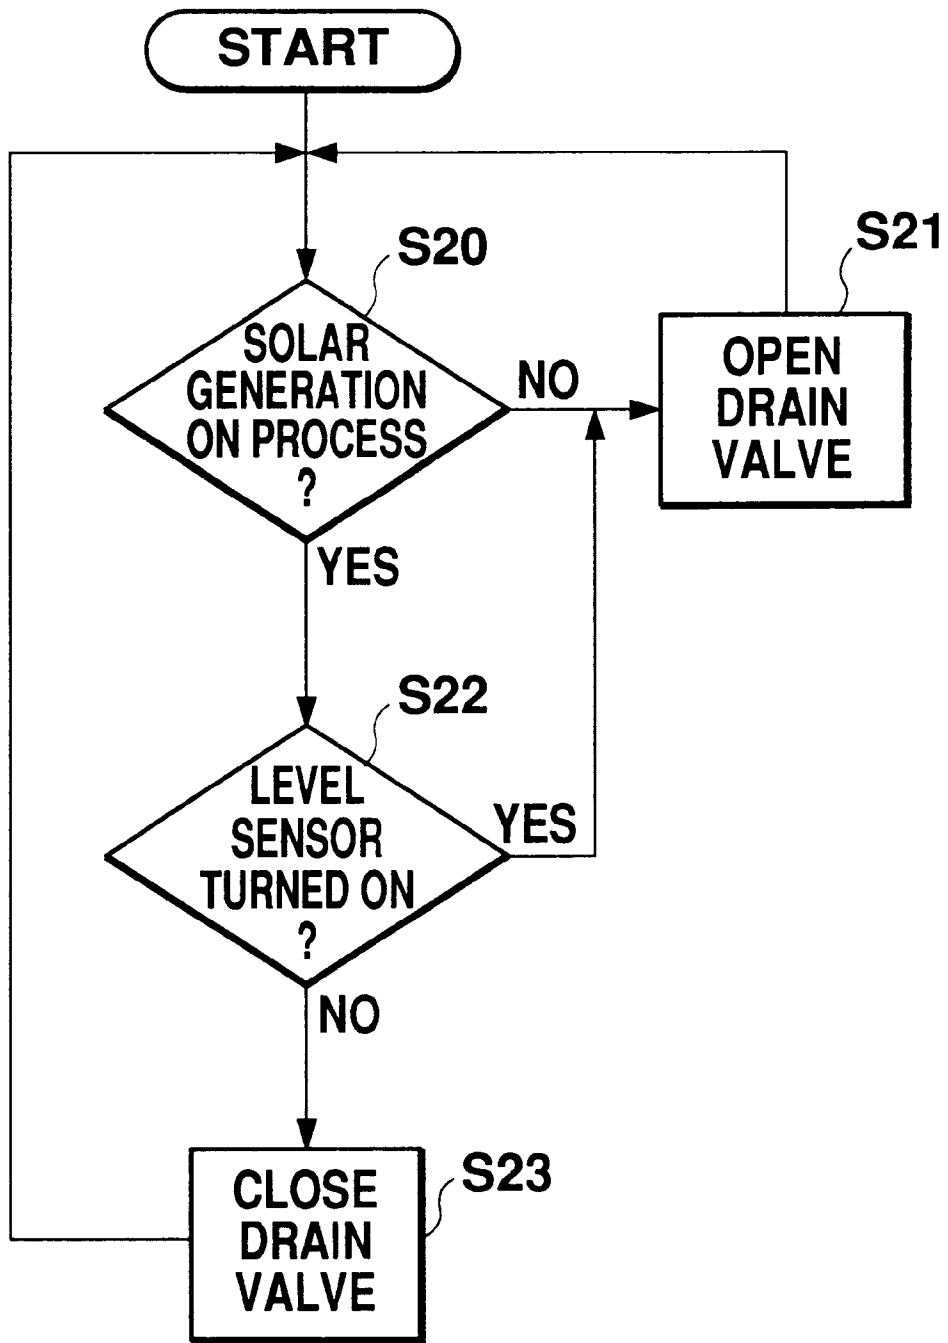 START
S20
S21
SOLAR
GENERATION
ON PROCESS
?
NO
OPEN
DRAIN
VALVE
YES
S22
LEVEL
SENSOR
TURNED ON
?
YES
NO
S23
CLOSE
DRAIN
VALVE